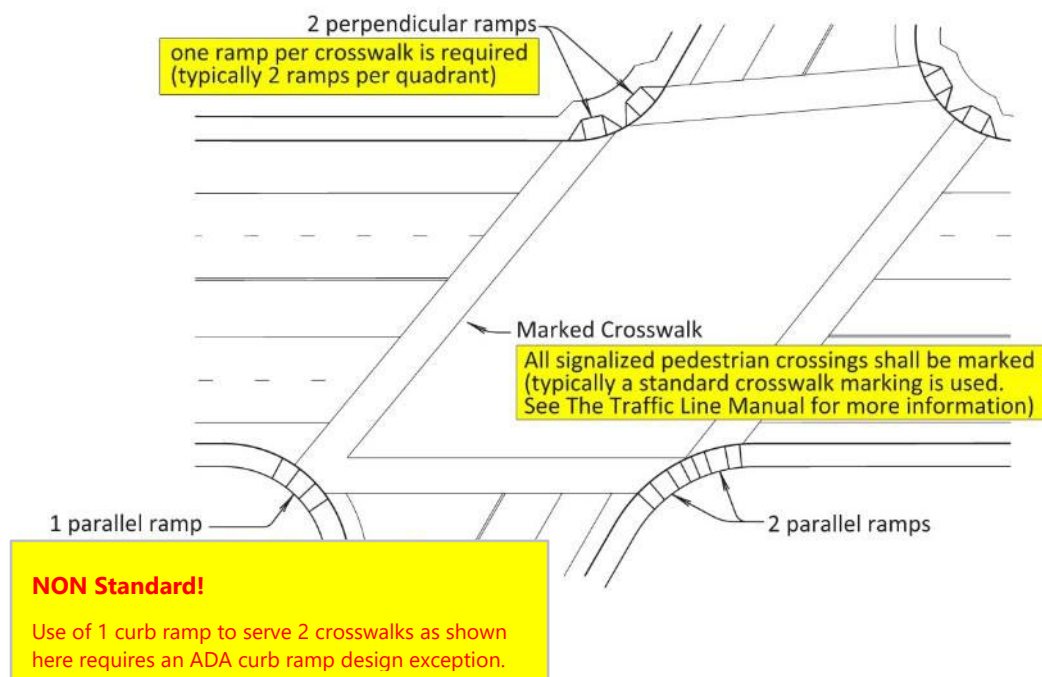 2 perpendicular ramps
one ramp per crosswalk is required
(typically 2 ramps per quadrant)
Marked Crosswalk
All signalized pedestrian crossings shall be marked
(typically a standard crosswalk marking is used.
See The Traffic Line Manual for more information)
1 parallel ramp
2 parallel ramps
NON Standard!
Use of 1 curb ramp to serve 2 crosswalks as shown
here requires an ADA curb ramp design exception.